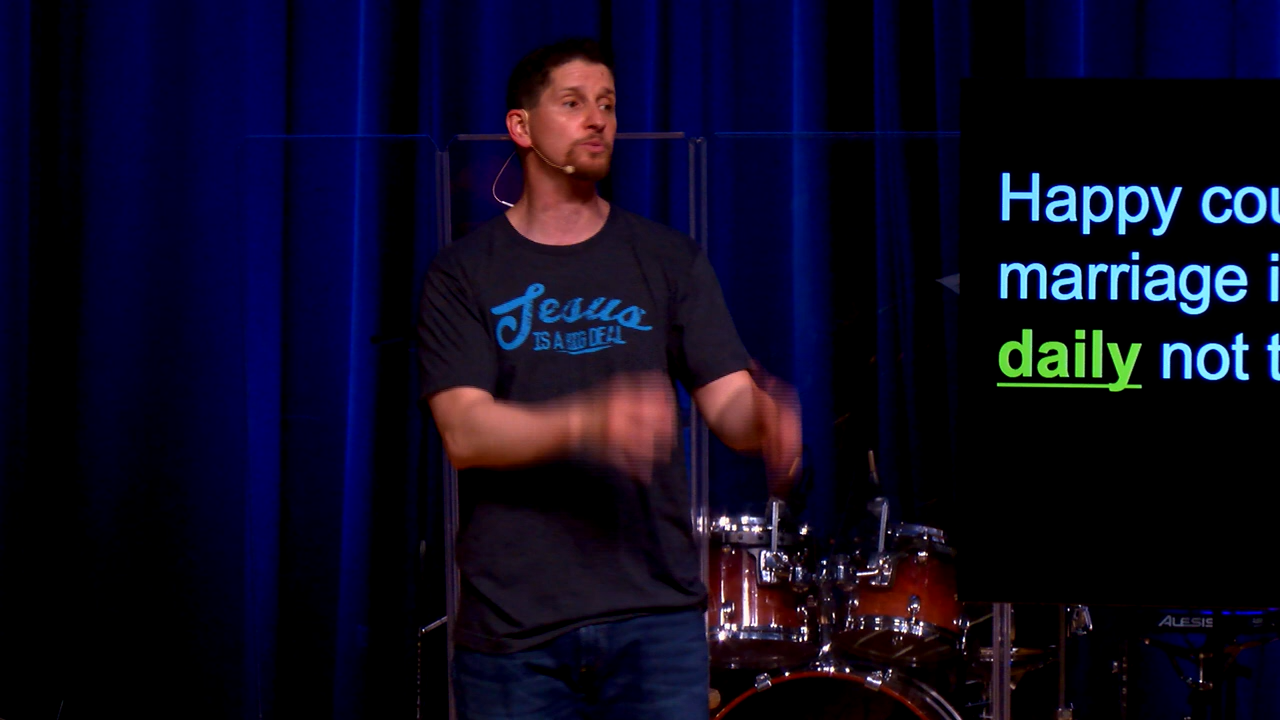 Jesus
IS A BIG DEAL
Happy cou
marriage i
daily not t
ALESIS